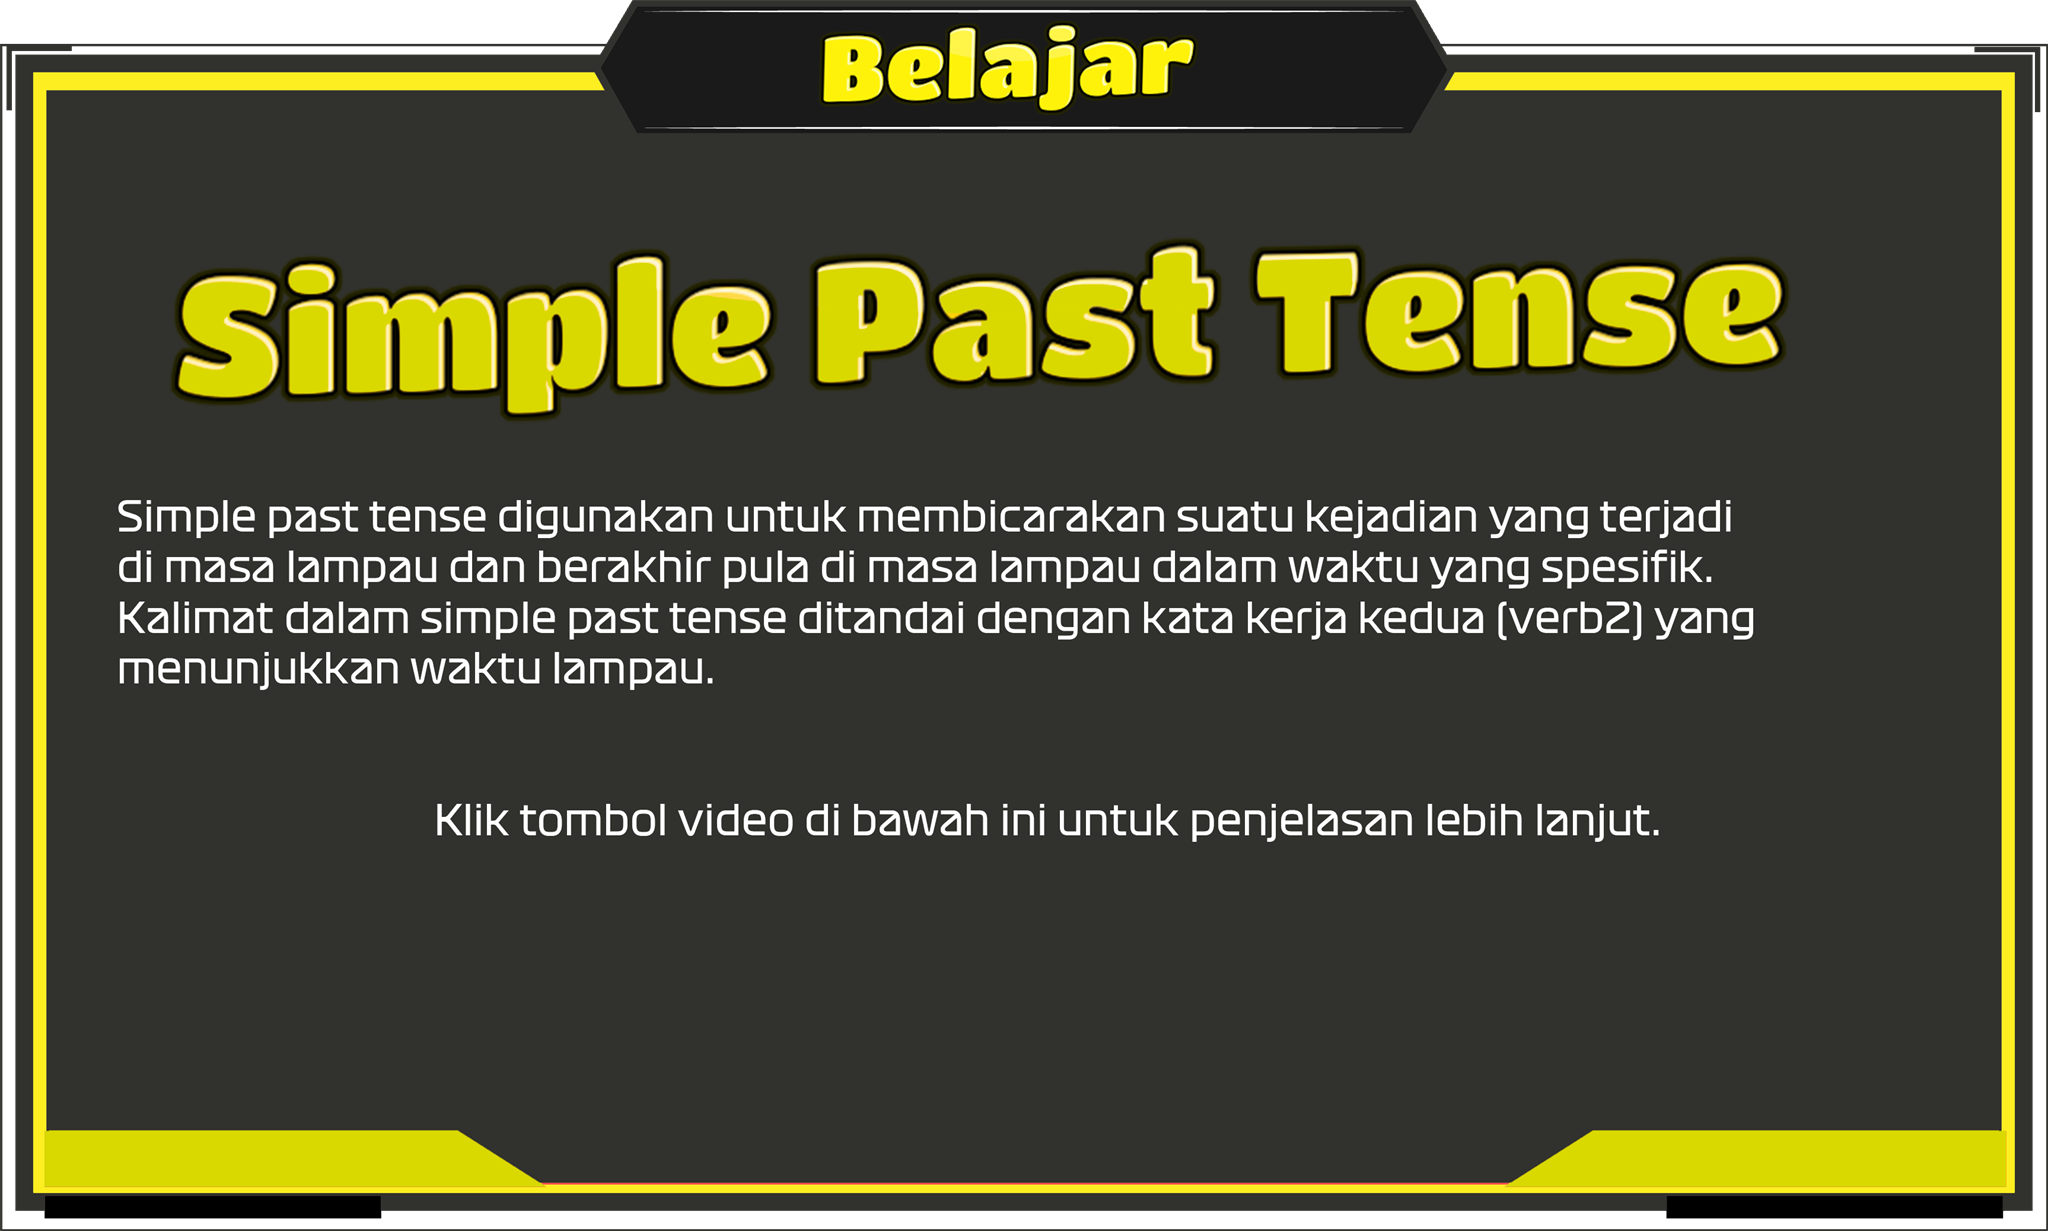 Belajar
Simple Past Tense
Simple past tense digunakan untuk membicarakan suatu kejadian yang terjadi
di masa lampau dan berakhir pula di masa lampau dalam waktu yang spesifik.
Kalimat dalam simple past tense ditandai dengan kata kerja kedua (verb2) yang
menunjukkan waktu lampau.
Klik tombol video di bawah ini untuk penjelasan lebih lanjut.